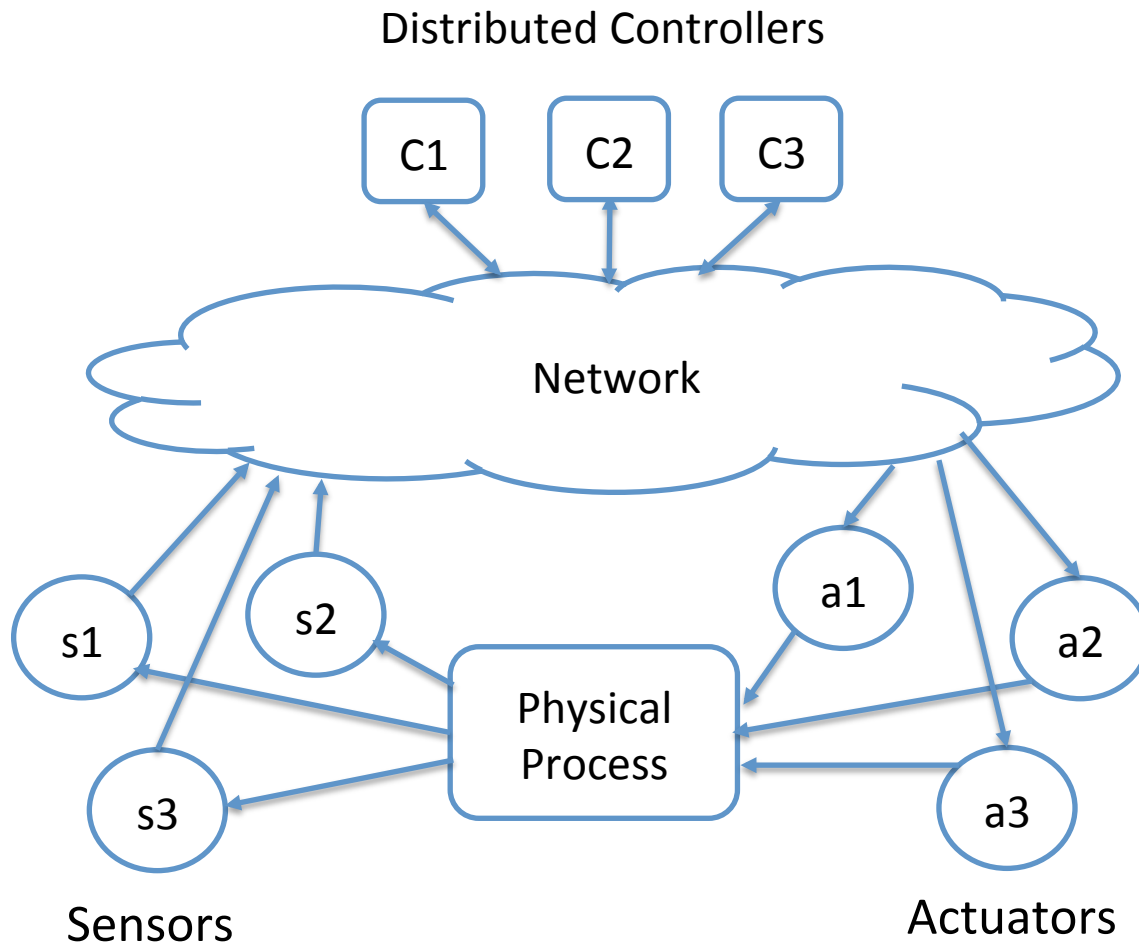 Distributed Controllers
C1
C2
C3
Network
s1
s2
s3
a1
a2
a3
Physical
Process
Sensors
Actuators